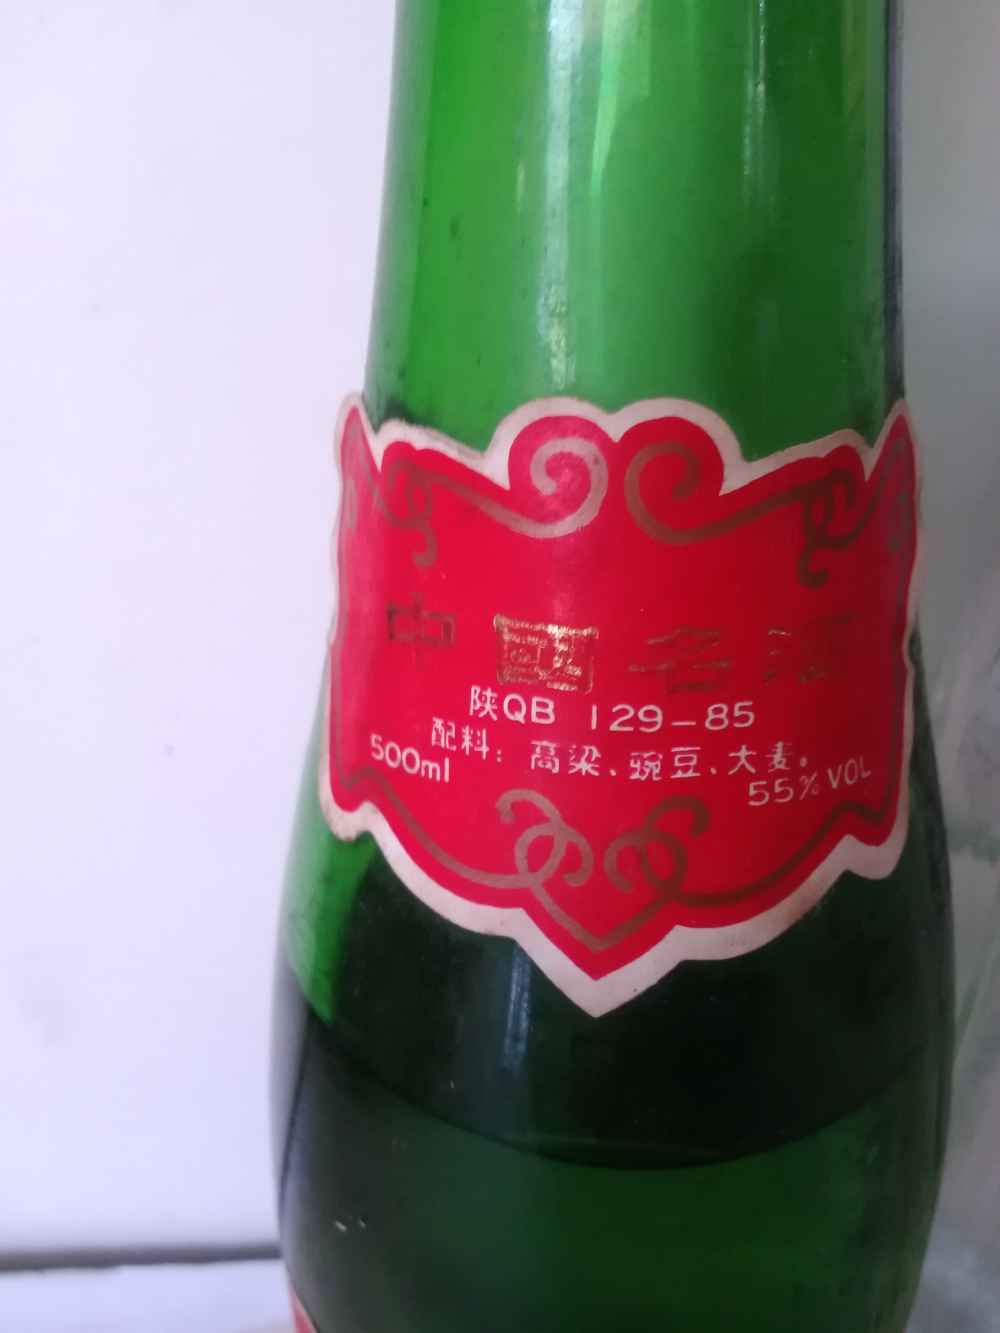 中国名酒
陕QB 129-85
配料：高粱、豌豆、大麦。
500ml
55% VOL